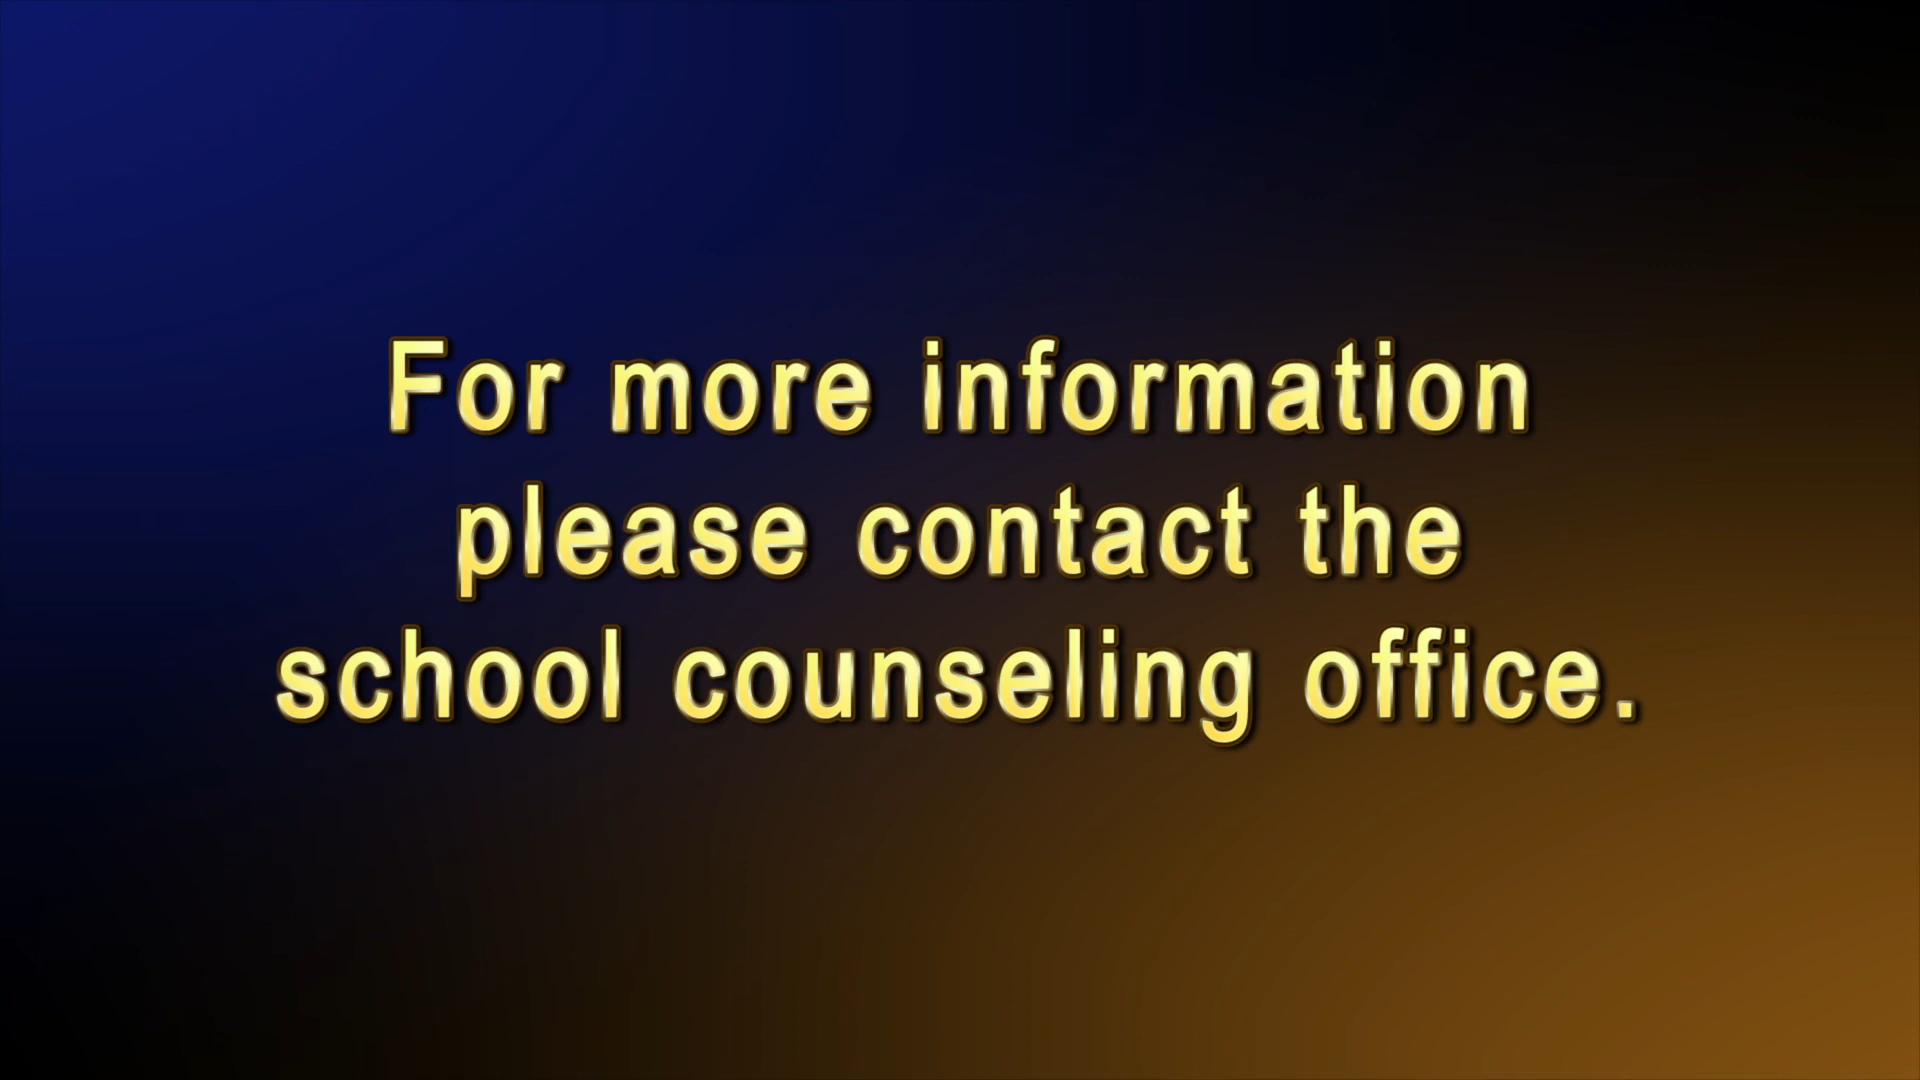 For more information
please contact the
school counseling office.